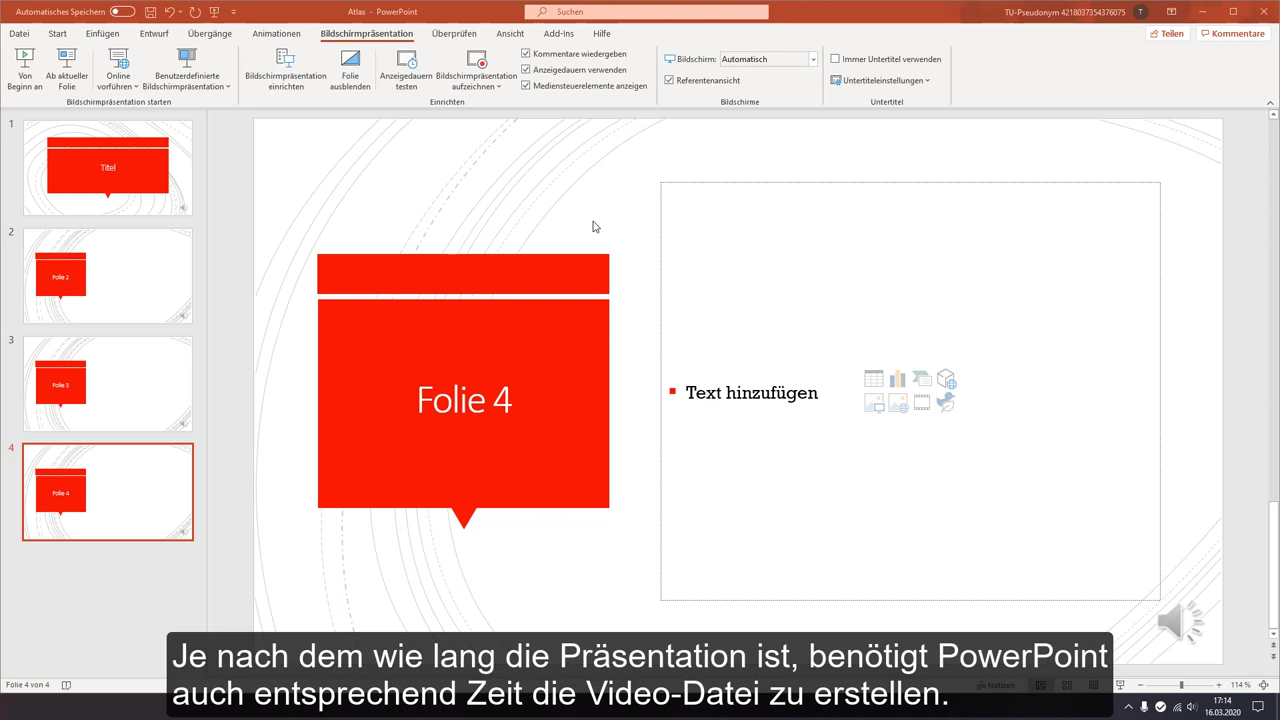 Automatisches Speichern
Atlas - PowerPoint
Suchen
TU-Pseudonym 4218037354376075
T
Datei
Start
Einfügen
Entwurf
Übergänge
Animationen
Bildschirmpräsentation
Überprüfen
Ansicht
Add-Ins
Hilfe
Teilen
Kommentare
Von
Beginn an
Ab aktueller
Folie
Online
vorführen
Benutzerdefinierte
Bildschirmpräsentation
Bildschirmpräsentation starten
Bildschirmpräsentation
einrichten
Folie
ausblenden
Anzeigedauern
testen
Bildschirmpräsentation
aufzeichnen
Kommentare wiedergeben
Anzeigedauern verwenden
Mediensteuerelemente anzeigen
Einrichten
Bildschirm:
Automatisch
Referentenansicht
Bildschirme
Immer Untertitel verwenden
Untertiteleinstellungen
Untertitel
1
Titel
2
Folie 2
3
Folie 3
4
Folie 4
Folie 4
Text hinzufügen
Je nach dem wie lang die Präsentation ist, benötigt PowerPoint
auch entsprechend Zeit die Video-Datei zu erstellen.
Folie 4 von 4
Notizen
114 %
17:14
16.03.2020